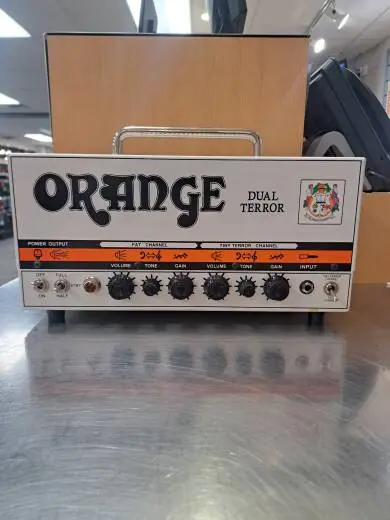 ORANGE
DUAL
TERROR
POWER OUTPUT
FAT CHANNEL
TINY TERROR CHANNEL
VOLUME TONE GAIN VOLUME TONE GAIN INPUT
OFF FULL
STBY
ON HALF